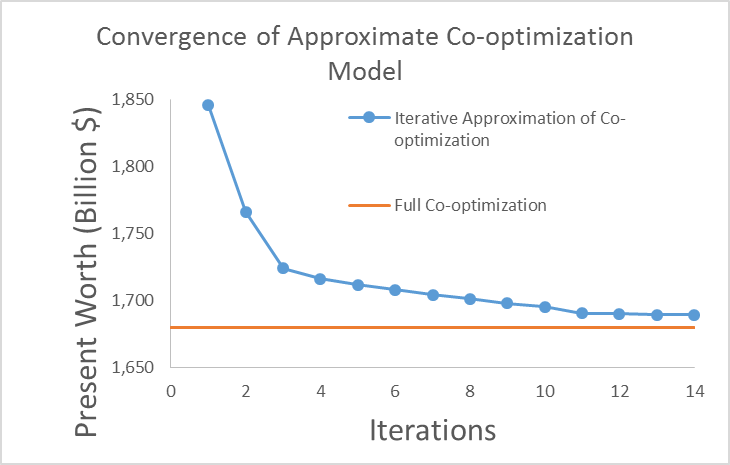 Convergence of Approximate Co-optimization
Model
Present Worth (Billion $)
1,850
1,800
1,750
1,700
1,650
Iterative Approximation of Co-
optimization
Full Co-optimization
0 2 4 6 8 10 12 14
Iterations